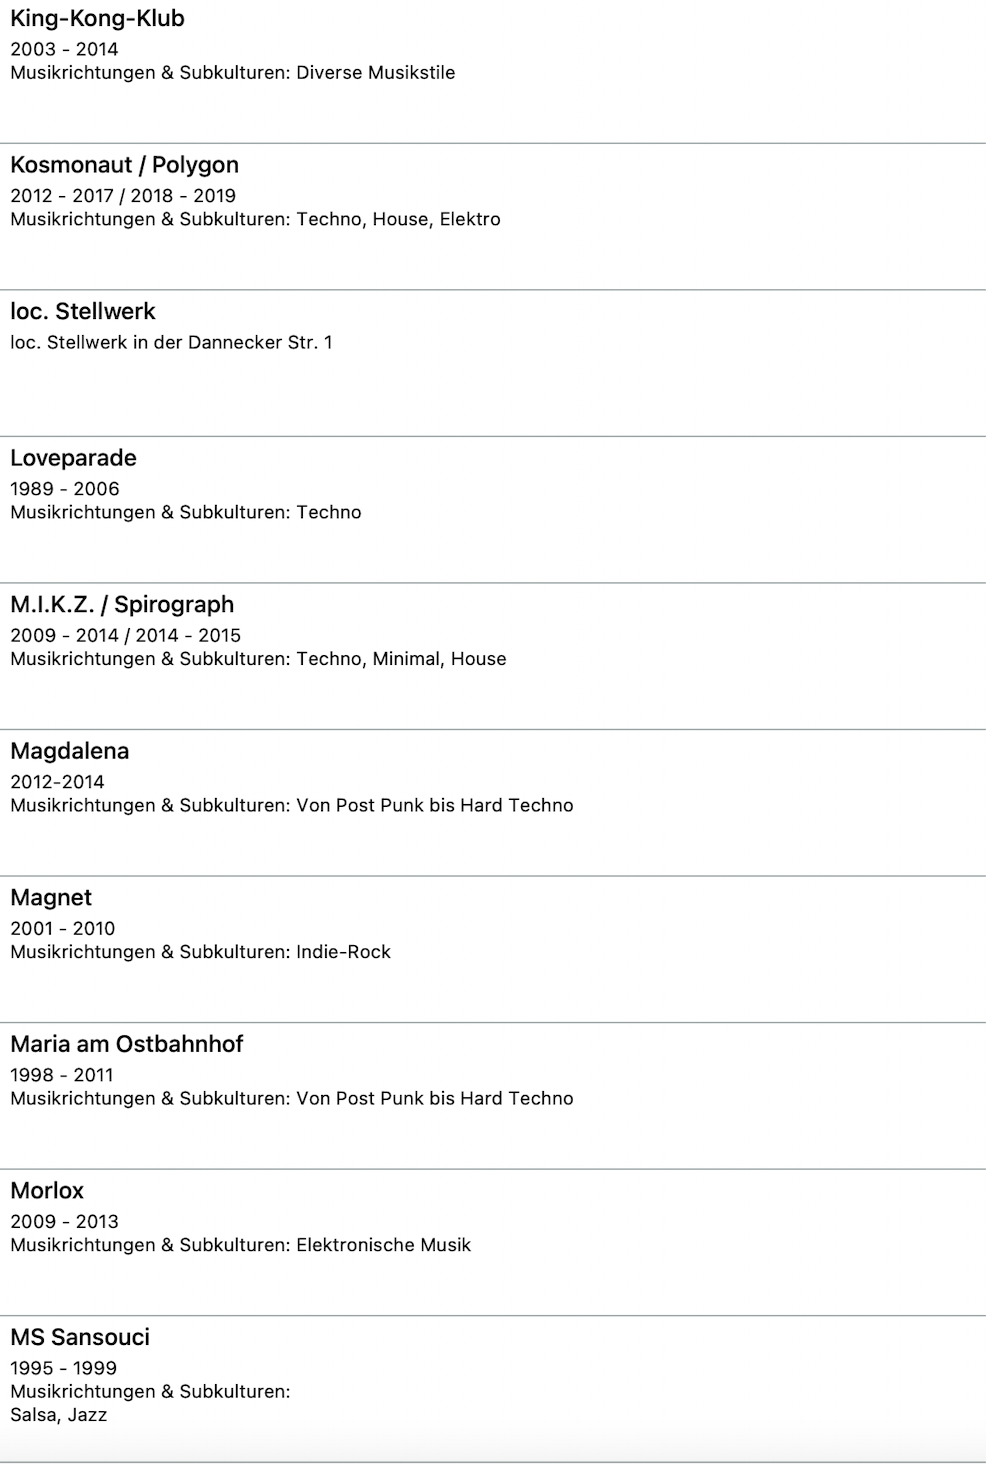 King-Kong-Klub
2003 - 2014
Musikrichtungen & Subkulturen: Diverse Musikstile
Kosmonaut / Polygon
2012 - 2017 / 2018 - 2019
Musikrichtungen & Subkulturen: Techno, House, Elektro
loc. Stellwerk
loc. Stellwerk in der Dannecker Str. 1
Loveparade
1989 - 2006
Musikrichtungen & Subkulturen: Techno
M.I.K.Z. / Spirograph
2009 - 2014 / 2014 - 2015
Musikrichtungen & Subkulturen: Techno, Minimal, House
Magdalena
2012-2014
Musikrichtungen & Subkulturen: Von Post Punk bis Hard Techno
Magnet
2001 - 2010
Musikrichtungen & Subkulturen: Indie-Rock
Maria am Ostbahnhof
1998 - 2011
Musikrichtungen & Subkulturen: Von Post Punk bis Hard Techno
Morlox
2009 - 2013
Musikrichtungen & Subkulturen: Elektronische Musik
MS Sansouci
1995 - 1999
Musikrichtungen & Subkulturen:
Salsa, Jazz